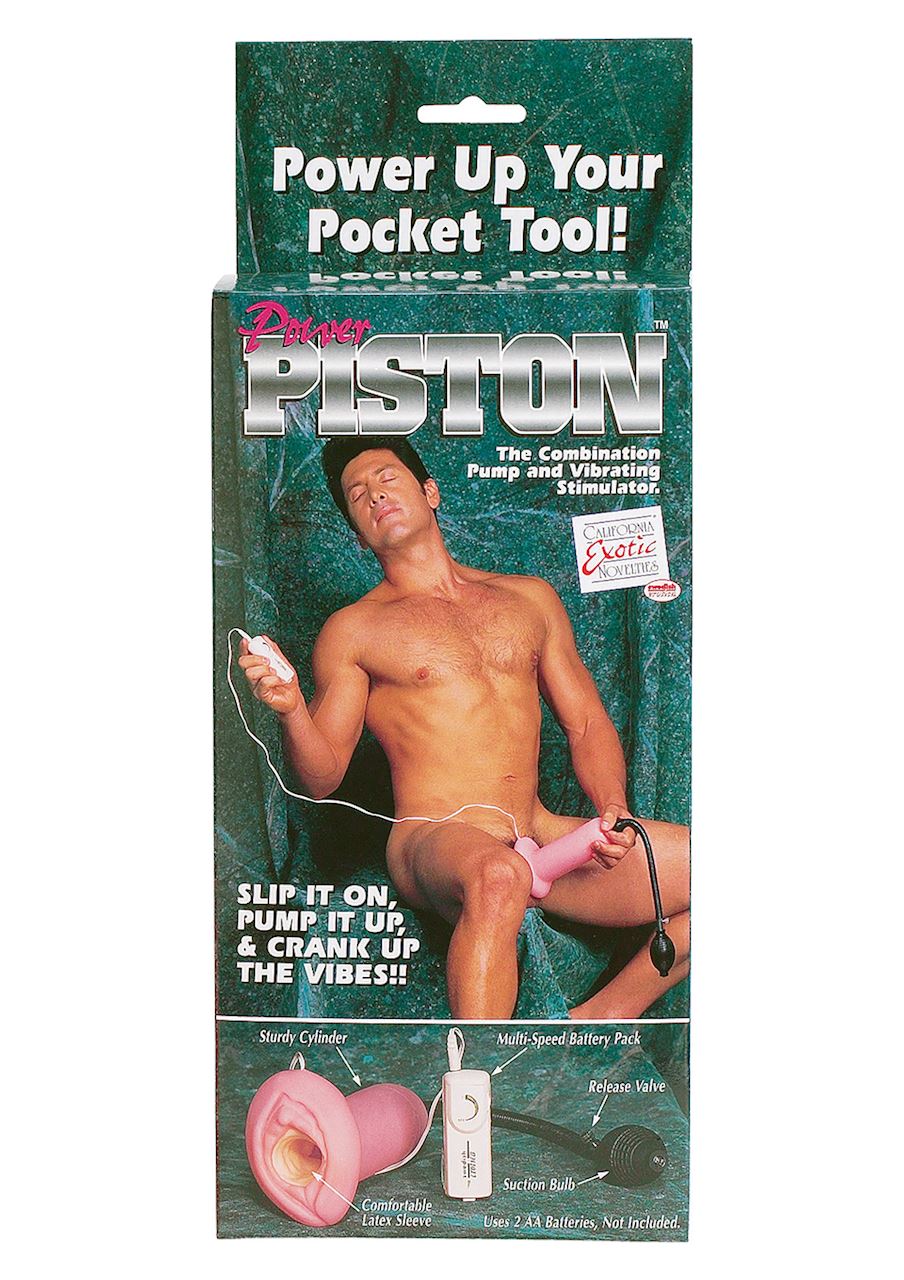 Power Up Your
Pocket Tool!
Power
PISTON™
The Combination
Pump and Vibrating
Stimulator.
CALIFORNIA
Exotic
NOVELTIES
swedish
SLIP IT ON,
PUMP IT UP,
& CRANK UP
THE VIBES!!
Sturdy Cylinder
Multi-Speed Battery Pack
Release Valve
Suction Bulb
Comfortable
Latex Sleeve
Uses 2 AA Batteries, Not Included.